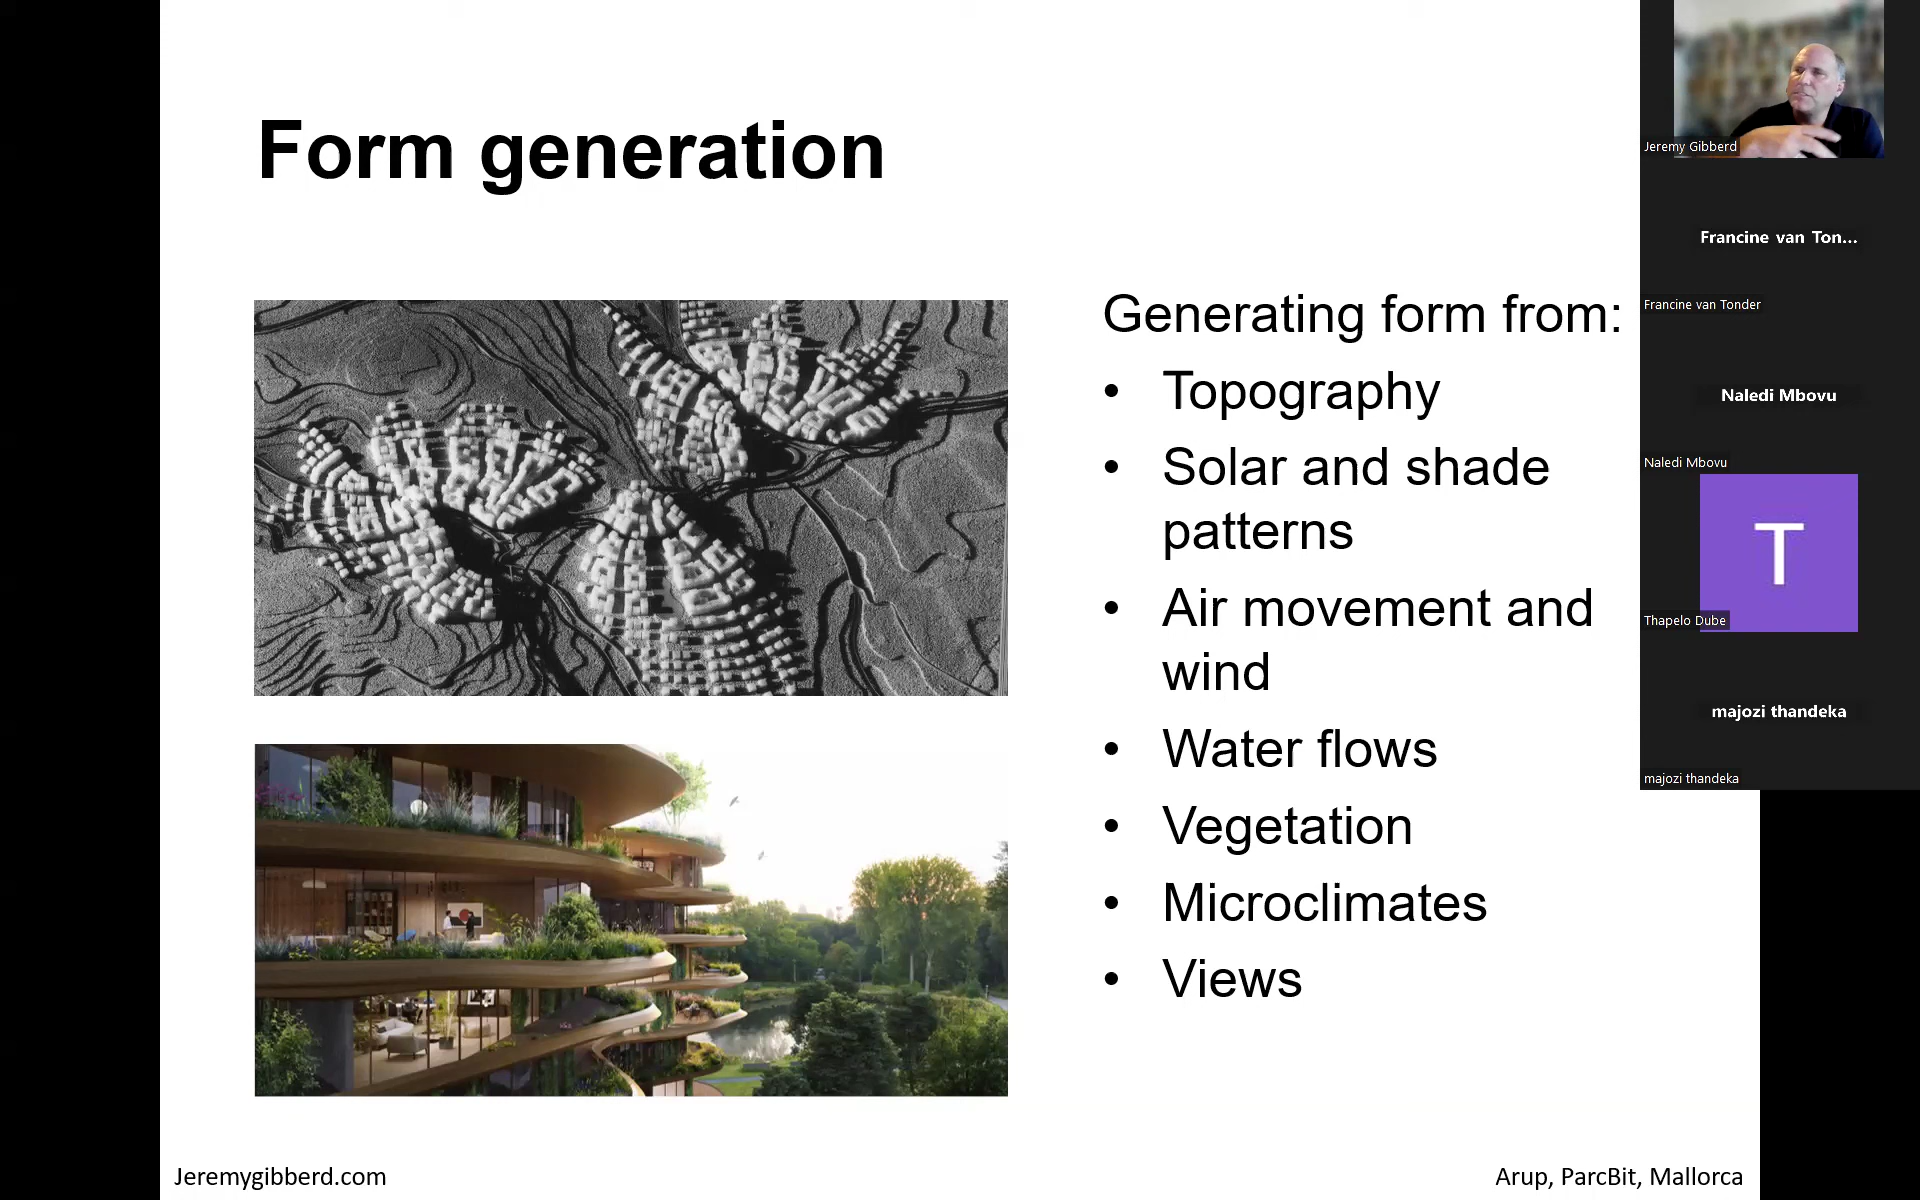 Form generation
Generating form from:
• Topography
• Solar and shade
patterns
• Air movement and
wind
• Water flows
• Vegetation
• Microclimates
• Views
Jeremygibberd.com
Arup, ParcBit, Mallorca
Jeremy Gibberd
Francine van Ton...
Francine van Tonder
Naledi Mbovu
Naledi Mbovu
T
Thapelo Dube
majozi thandeka
majozi thandeka